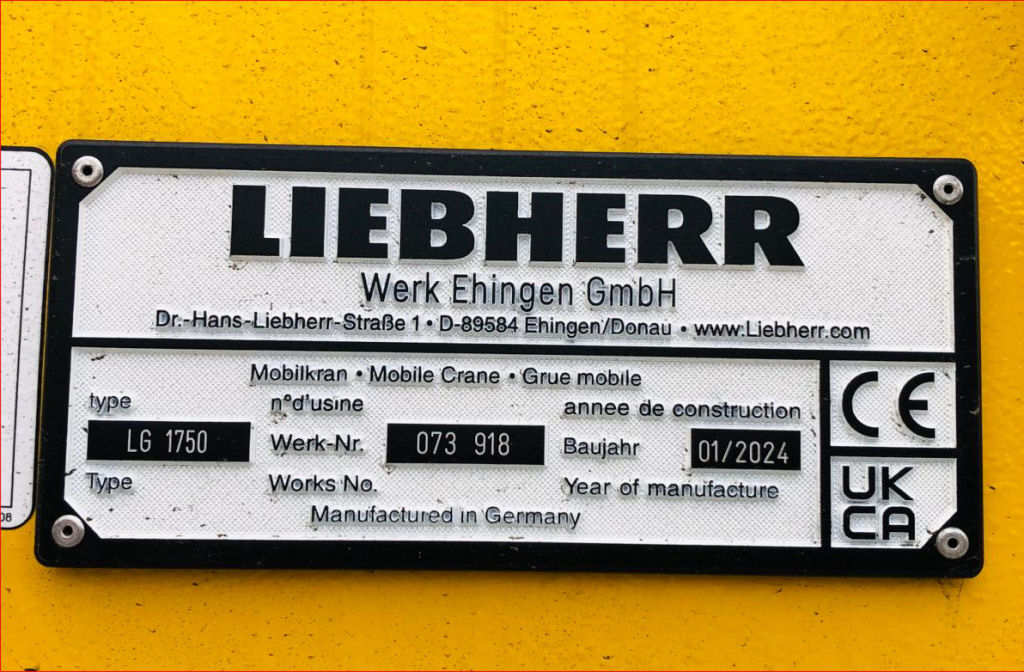 LIEBHERR
Werk Ehingen GmbH
Dr.-Hans-Liebherr-Straße 1 • D-89584 Ehingen/Donau • www.Liebherr.com
Mobilkran • Mobile Crane • Grue mobile
type n°d'usine annee de construction
LG 1750 Werk-Nr. 073 918 Baujahr 01/2024
Type Works No. Year of manufacture
Manufactured in Germany
CE
UK
CA
08